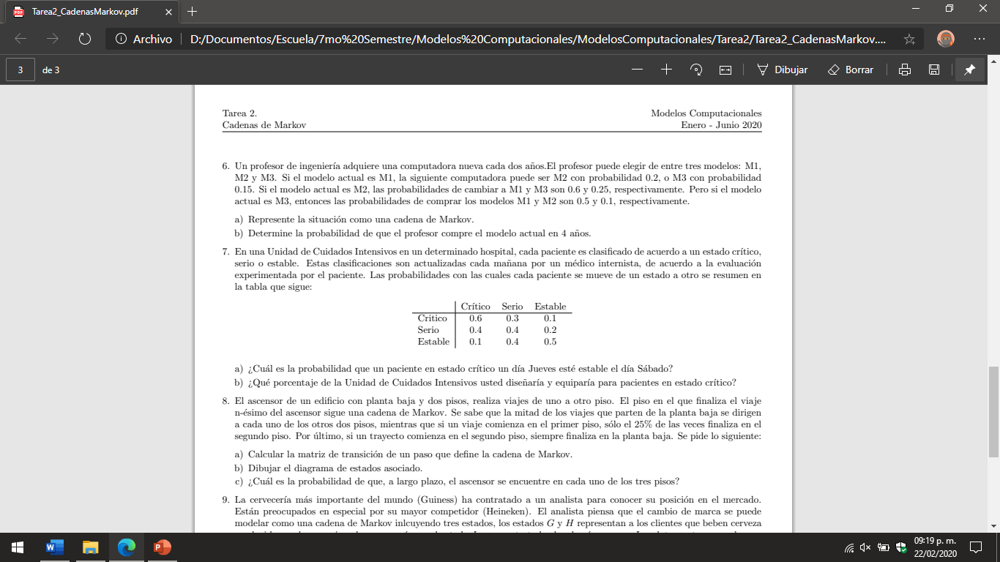 Tarea2_CadenasMarkov.pdf
Archivo D:/Documentos/Escuela/7mo%20Semestre/Modelos%20Computacionales/ModelosComputacionales/Tarea2/Tarea2_CadenasMarkov....
3 de 3 Dibujar Borrar
Tarea 2. Modelos Computacionales
Cadenas de Markov Enero - Junio 2020
6. Un profesor de ingeniería adquiere una computadora nueva cada dos años.El profesor puede elegir de entre tres modelos: M1,
M2 y M3. Si el modelo actual es M1, la siguiente computadora puede ser M2 con probabilidad 0.2, o M3 con probabilidad
0.15. Si el modelo actual es M2, las probabilidades de cambiar a M1 y M3 son 0.6 y 0.25, respectivamente. Pero si el modelo
actual es M3, entonces las probabilidades de comprar los modelos M1 y M2 son 0.5 y 0.1, respectivamente.
a) Represente la situación como una cadena de Markov.
b) Determine la probabilidad de que el profesor compre el modelo actual en 4 años.
7. En una Unidad de Cuidados Intensivos en un determinado hospital, cada paciente es clasificado de acuerdo a un estado crítico,
serio o estable. Estas clasificaciones son actualizadas cada mañana por un médico internista, de acuerdo a la evaluación
experimentada por el paciente. Las probabilidades con las cuales cada paciente se mueve de un estado a otro se resumen en
la tabla que sigue:
Crítico Serio Estable
Critico 0.6 0.3 0.1
Serio 0.4 0.4 0.2
Estable 0.1 0.4 0.5
a) ¿Cuál es la probabilidad que un paciente en estado crítico un día Jueves esté estable el día Sábado?
b) ¿Qué porcentaje de la Unidad de Cuidados Intensivos usted diseñaría y equiparía para pacientes en estado crítico?
8. El ascensor de un edificio con planta baja y dos pisos, realiza viajes de uno a otro piso. El piso en el que finaliza el viaje
n-ésimo del ascensor sigue una cadena de Markov. Se sabe que la mitad de los viajes que parten de la planta baja se dirigen
a cada uno de los otros dos pisos, mientras que si un viaje comienza en el primer piso, sólo el 25% de las veces finaliza en el
segundo piso. Por último, si un trayecto comienza en el segundo piso, siempre finaliza en la planta baja. Se pide lo siguiente:
a) Calcular la matriz de transición de un paso que define la cadena de Markov.
b) Dibujar el diagrama de estados asociado.
c) ¿Cuál es la probabilidad de que, a largo plazo, el ascensor se encuentre en cada uno de los tres pisos?
9. La cervecería más importante del mundo (Guiness) ha contratado a un analista para conocer su posición en el mercado.
Están preocupados en especial por su mayor competidor (Heineken). El analista piensa que el cambio de marca se puede
modelar como una cadena de Markov inlcuyendo tres estados, los estados G y H representan a los clientes que beben cerveza
09:19 p. m.
22/02/2020